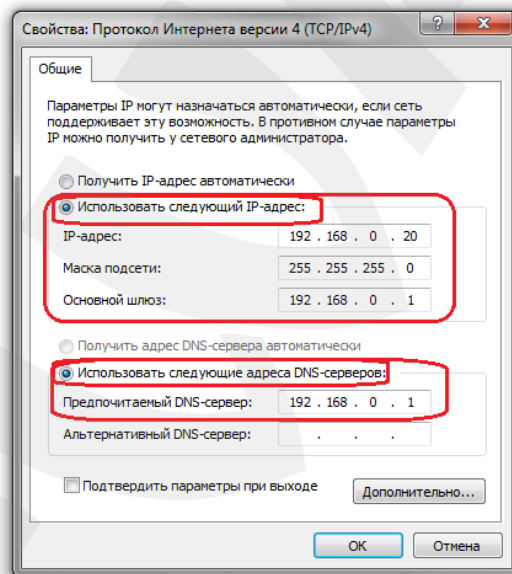 Свойства: Протокол Интернета версии 4 (TCP/IPv4)
Общие
Параметры IP могут назначаться автоматически, если сеть
поддерживает эту возможность. В противном случае параметры
IP можно получить у сетевого администратора.
Получить IP-адрес автоматически
Использовать следующий IP-адрес:
IP-адрес: 192 . 168 . 0 . 20
Маска подсети: 255 . 255 . 255 . 0
Основной шлюз: 192 . 168 . 0 . 1
Получить адрес DNS-сервера автоматически
Использовать следующие адреса DNS-серверов:
Предпочитаемый DNS-сервер: 192 . 168 . 0 . 1
Альтернативный DNS-сервер: . . .
Подтвердить параметры при выходе
Дополнительно...
ОК Отмена